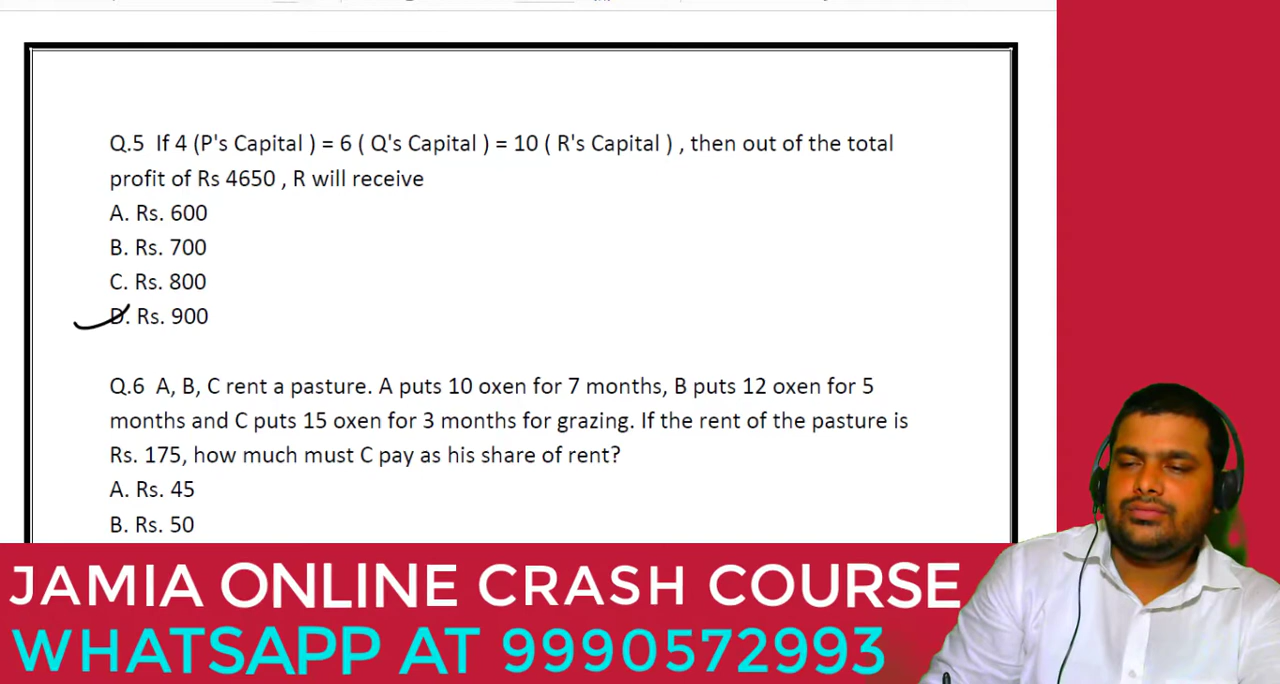 Q.5 If 4 (P's Capital ) = 6 ( Q's Capital ) = 10 ( R's Capital ) , then out of the total
profit of Rs 4650 , R will receive
A. Rs. 600
B. Rs. 700
C. Rs. 800
D. Rs. 900
Q.6 A, B, C rent a pasture. A puts 10 oxen for 7 months, B puts 12 oxen for 5
months and C puts 15 oxen for 3 months for grazing. If the rent of the pasture is
Rs. 175, how much must C pay as his share of rent?
A. Rs. 45
B. Rs. 50
JAMIA ONLINE CRASH COURSE
WHATSAPP AT 9990572993